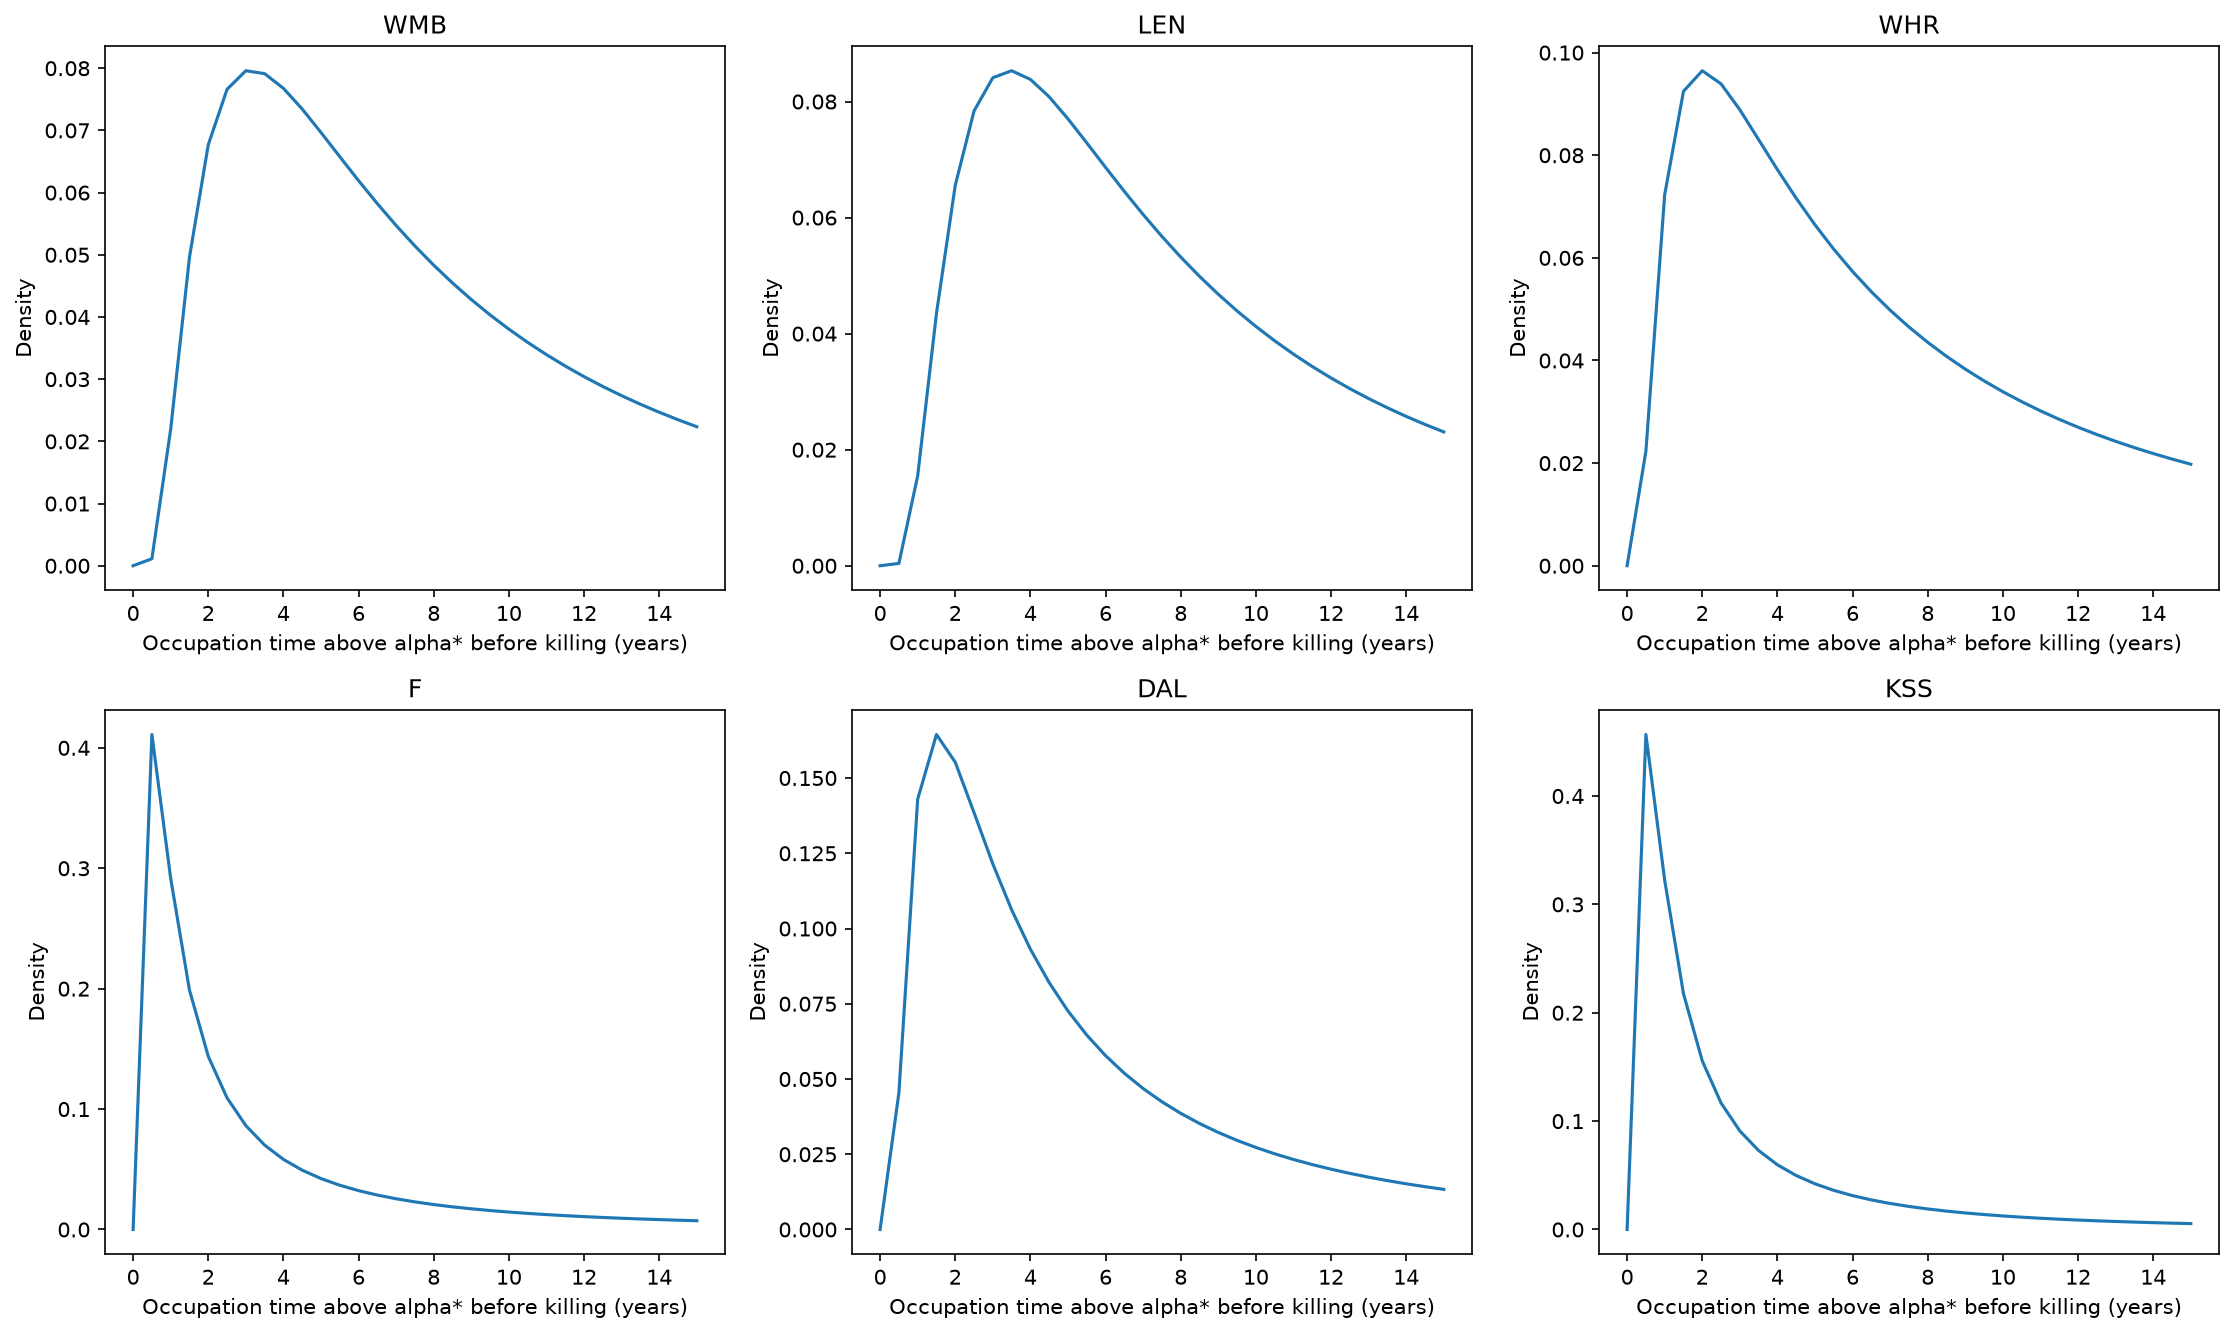 WMB
0.08
0.07
0.06
0.05
0.04
0.03
0.02
0.01
0.00
Density
0 2 4 6 8 10 12 14
Occupation time above alpha* before killing (years)
LEN
0.08
0.06
0.04
0.02
0.00
Density
0 2 4 6 8 10 12 14
Occupation time above alpha* before killing (years)
WHR
0.10
0.08
0.06
0.04
0.02
0.00
Density
0 2 4 6 8 10 12 14
Occupation time above alpha* before killing (years)
F
0.4
0.3
0.2
0.1
0.0
Density
0 2 4 6 8 10 12 14
Occupation time above alpha* before killing (years)
DAL
0.150
0.125
0.100
0.075
0.050
0.025
0.000
Density
0 2 4 6 8 10 12 14
Occupation time above alpha* before killing (years)
KSS
0.4
0.3
0.2
0.1
0.0
Density
0 2 4 6 8 10 12 14
Occupation time above alpha* before killing (years)